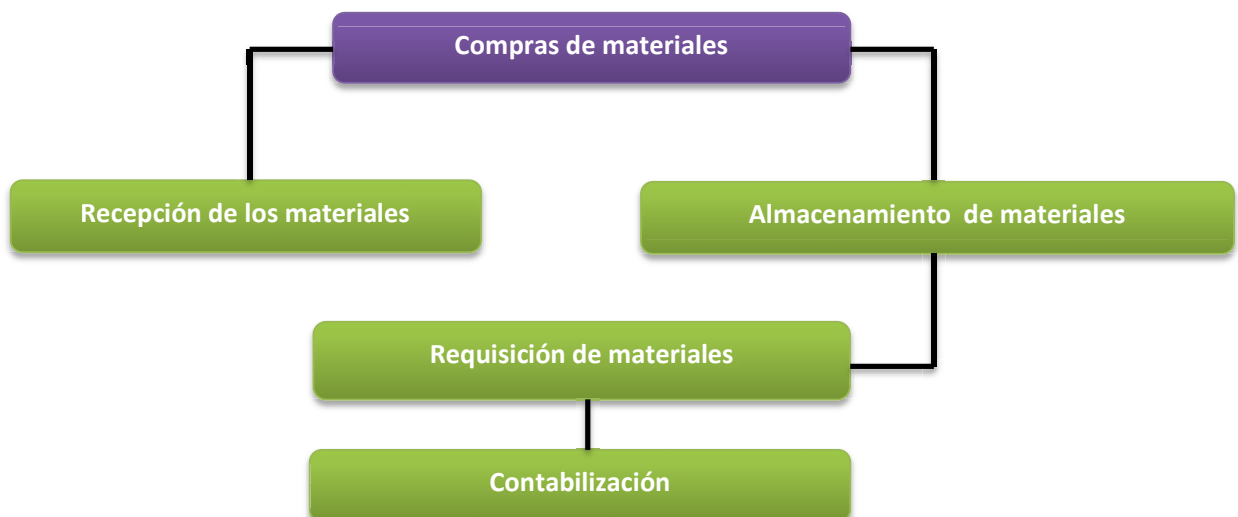 Compras de materiales
Recepción de los materiales
Almacenamiento de materiales
Requisición de materiales
Contabilización